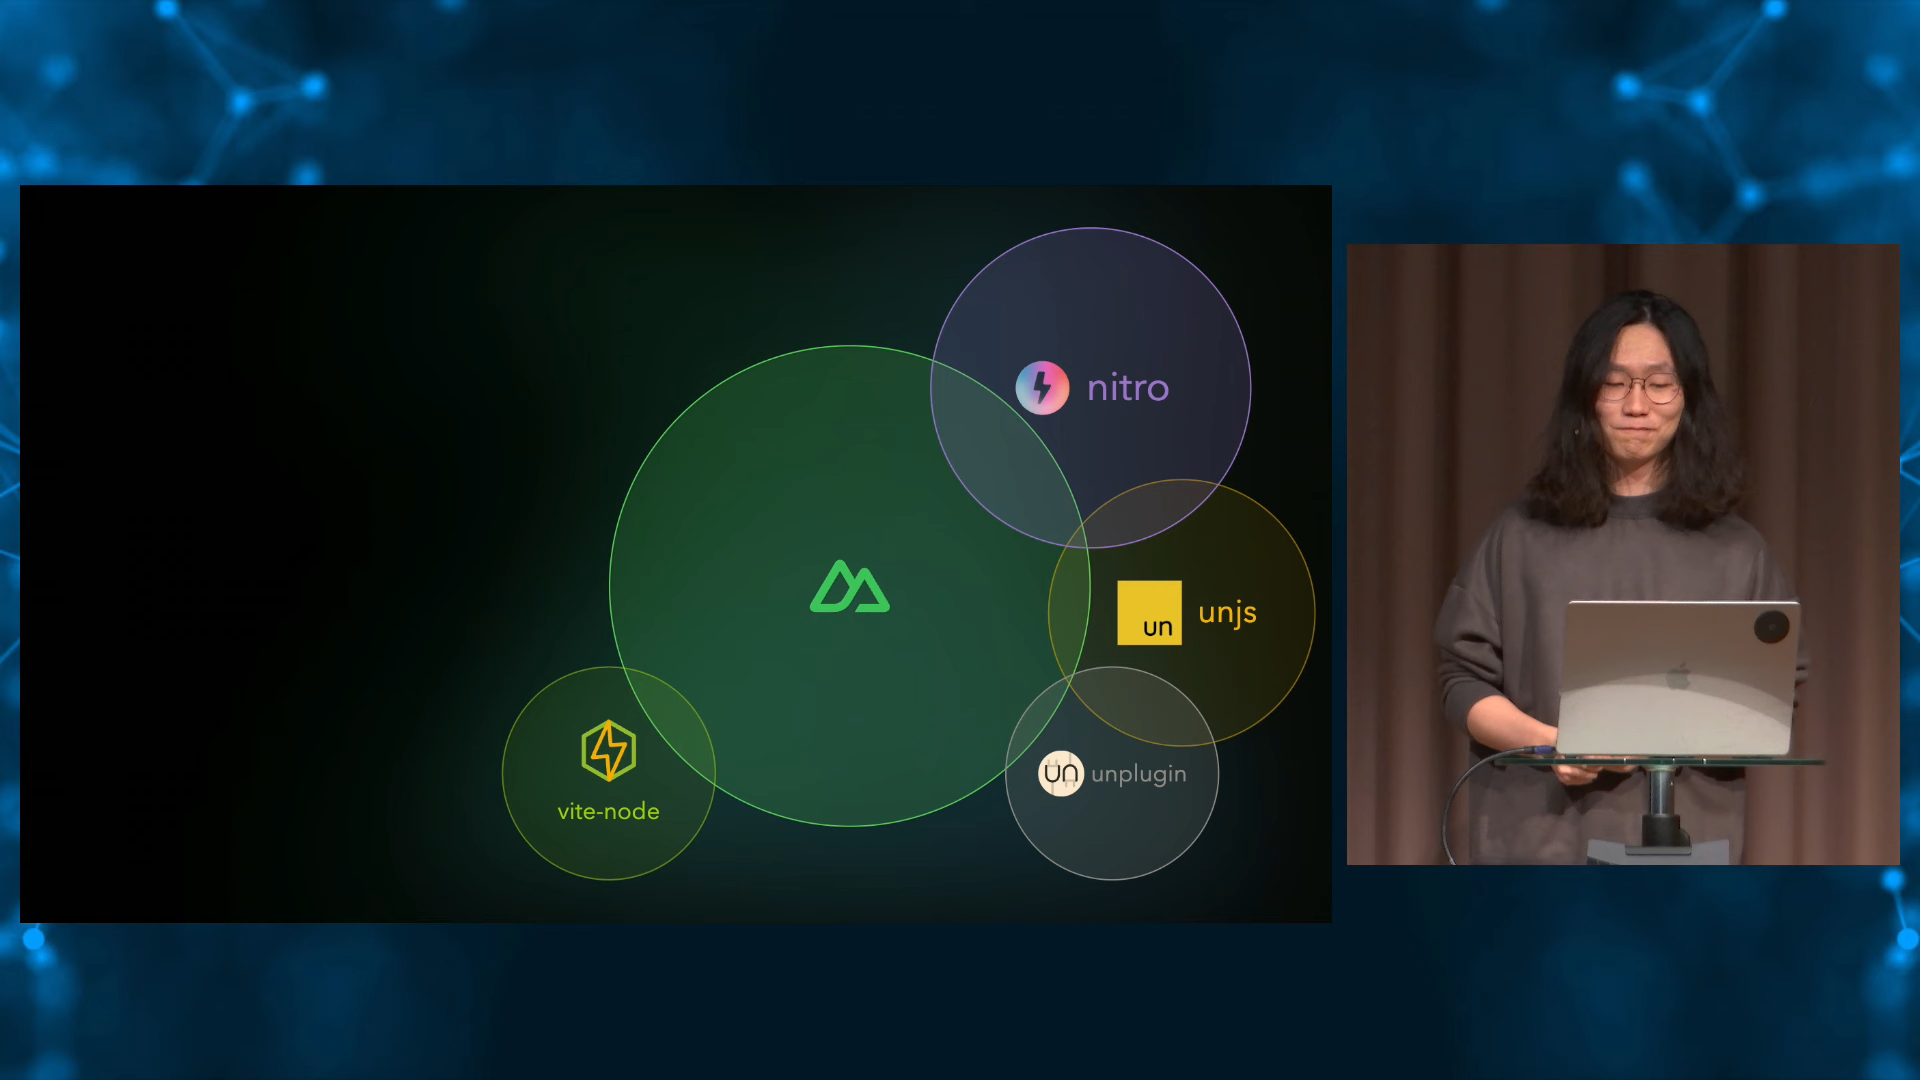 nitro
un
unjs
un
unplugin
vite-node